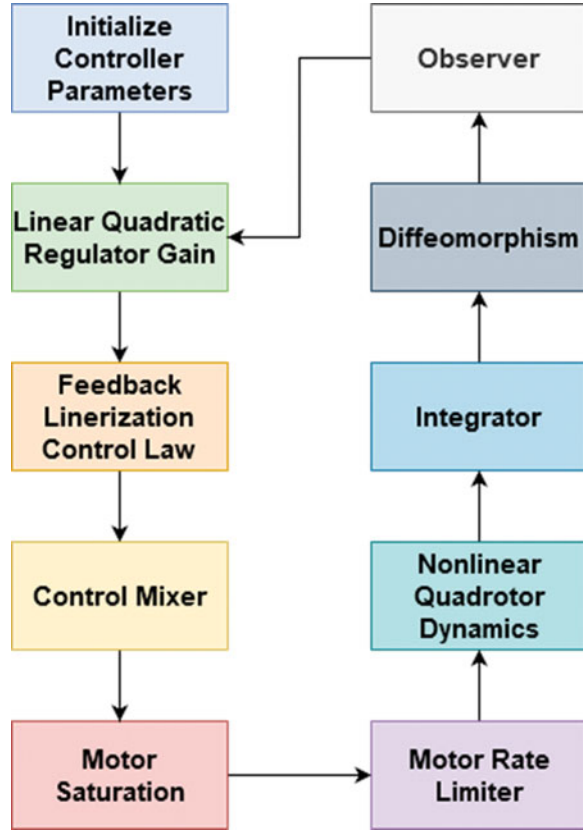 Initialize
Controller
Parameters
Linear Quadratic
Regulator Gain
Feedback
Linerization
Control Law
Control Mixer
Motor
Saturation
Motor Rate
Limiter
Nonlinear
Quadrotor
Dynamics
Integrator
Diffeomorphism
Observer